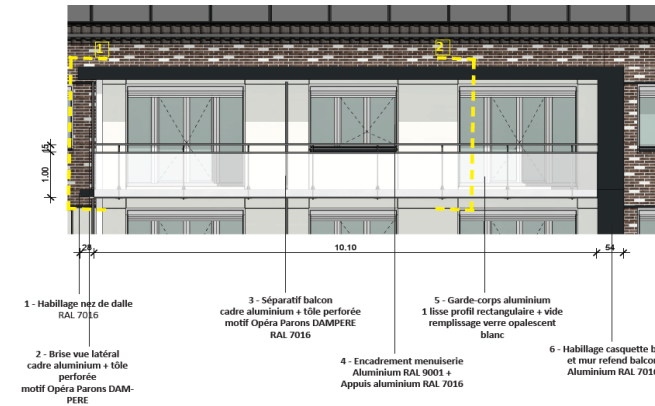 1
2
15
1.00
28
10.10
54
1 - Habillage nez de dalle
RAL 7016
2 - Brise vue latéral
cadre aluminium + tôle
perforée
motif Opéra Parons DAM-
PERE
3 - Séparatif balcon
cadre aluminium + tôle perforée
motif Opéra Parons DAMPERE
RAL 7016
4 - Encadrement menuiserie
Aluminium RAL 9001 +
Appuis aluminium RAL 7016
5 - Garde-corps aluminium
1 lisse profil rectangulaire + vide
remplissage verre opalescent
blanc
6 - Habillage casquette b
et mur refend balcon
Aluminium RAL 7016